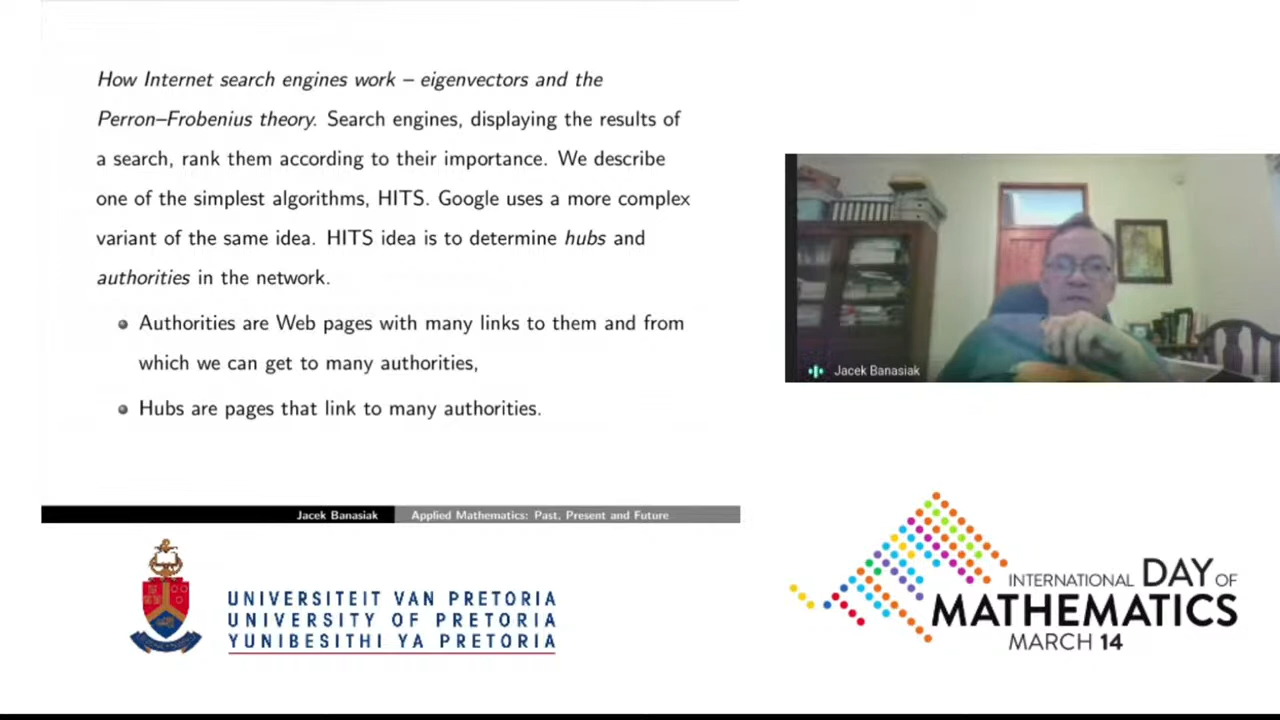 How Internet search engines work – eigenvectors and the
Perron–Frobenius theory. Search engines, displaying the results of
a search, rank them according to their importance. We describe
one of the simplest algorithms, HITS. Google uses a more complex
variant of the same idea. HITS idea is to determine hubs and
authorities in the network.
Authorities are Web pages with many links to them and from
which we can get to many authorities,
Hubs are pages that link to many authorities.
Jacek Banasiak Applied Mathematics: Past, Present and Future
Jacek Banasiak
UNIVERSITEIT VAN PRETORIA
UNIVERSITY OF PRETORIA
YUNIBESITHI YA PRETORIA
INTERNATIONAL DAY OF
MATHEMATICS
MARCH 14